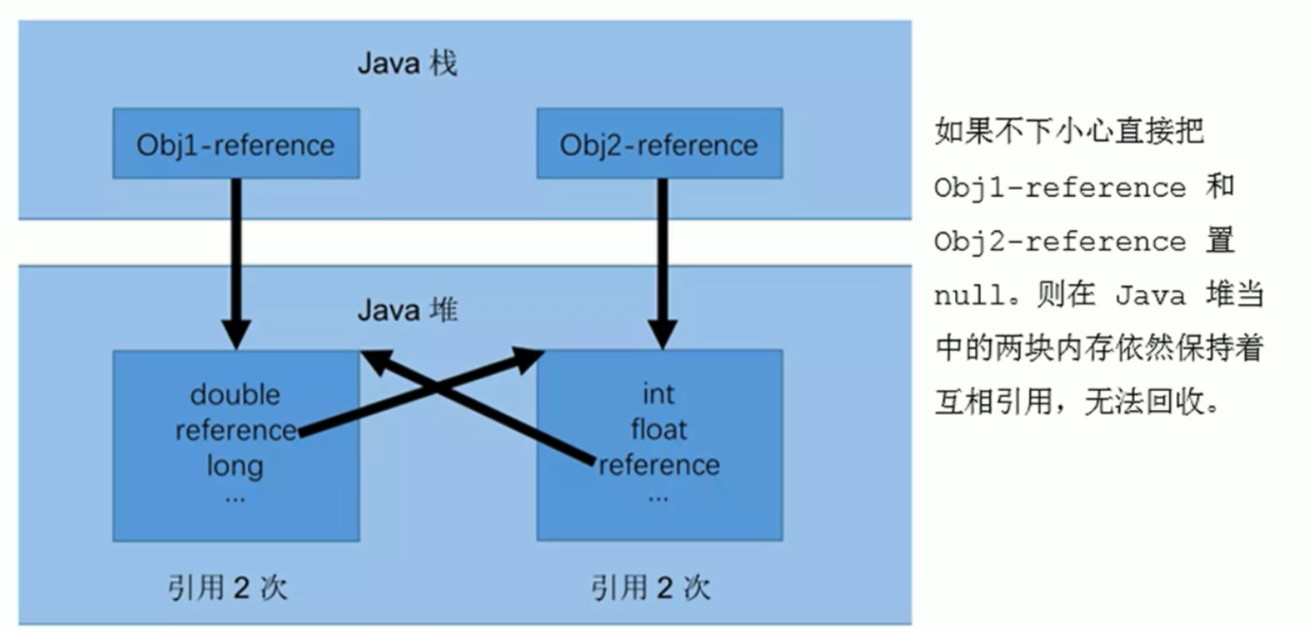 Java 栈
Obj1-reference
Obj2-reference
Java 堆
double
reference
long
...
int
float
reference
...
引用 2 次
引用 2 次
如果不下小心直接把
Obj1-reference 和
Obj2-reference 置
null。则在 Java 堆当
中的两块内存依然保持着
互相引用，无法回收。